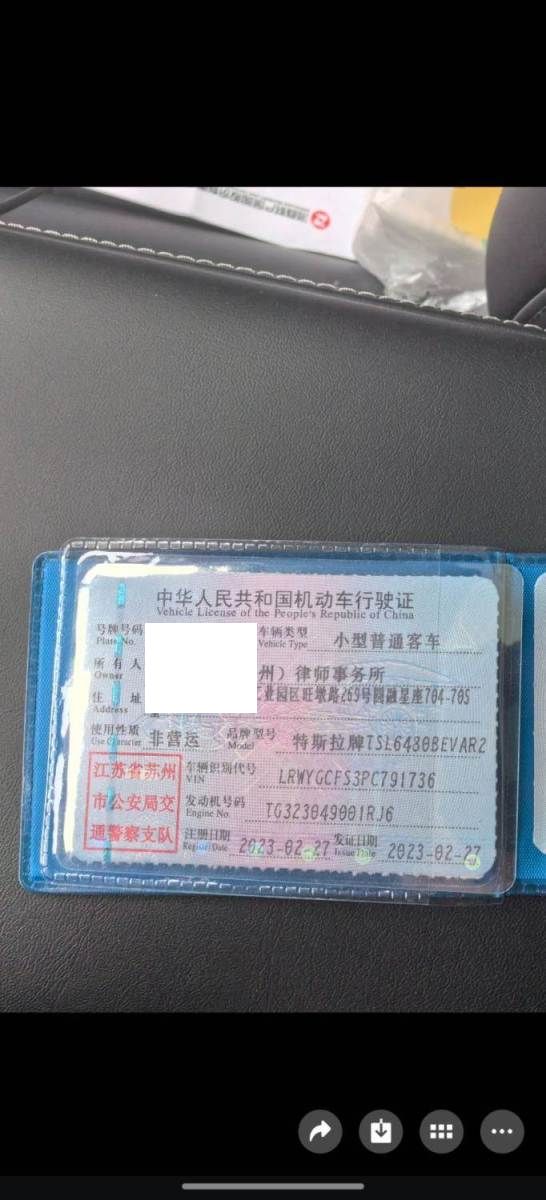 中华人民共和国机动车行驶证
Vehicle License of the People's Republic of China
号牌号码 车辆类型 小型普通客车
Plate No. Vehicle Type
所有人 州）律师事务所
Owner
住址 业园区旺墩路269号圆融星座704-705
Address 室
使用性质 非营运 品牌型号 特斯拉牌TSL6480BEVAR2
Use Character Model
江苏省苏州 车辆识别代号 LRWYGCFS3PC791736
VIN
市公安局交 发动机号码 TG323049001RJ6
Engine No.
通警察支队 注册日期 2023-02-27 发证日期 2023-02-27
Register Date Issue Date